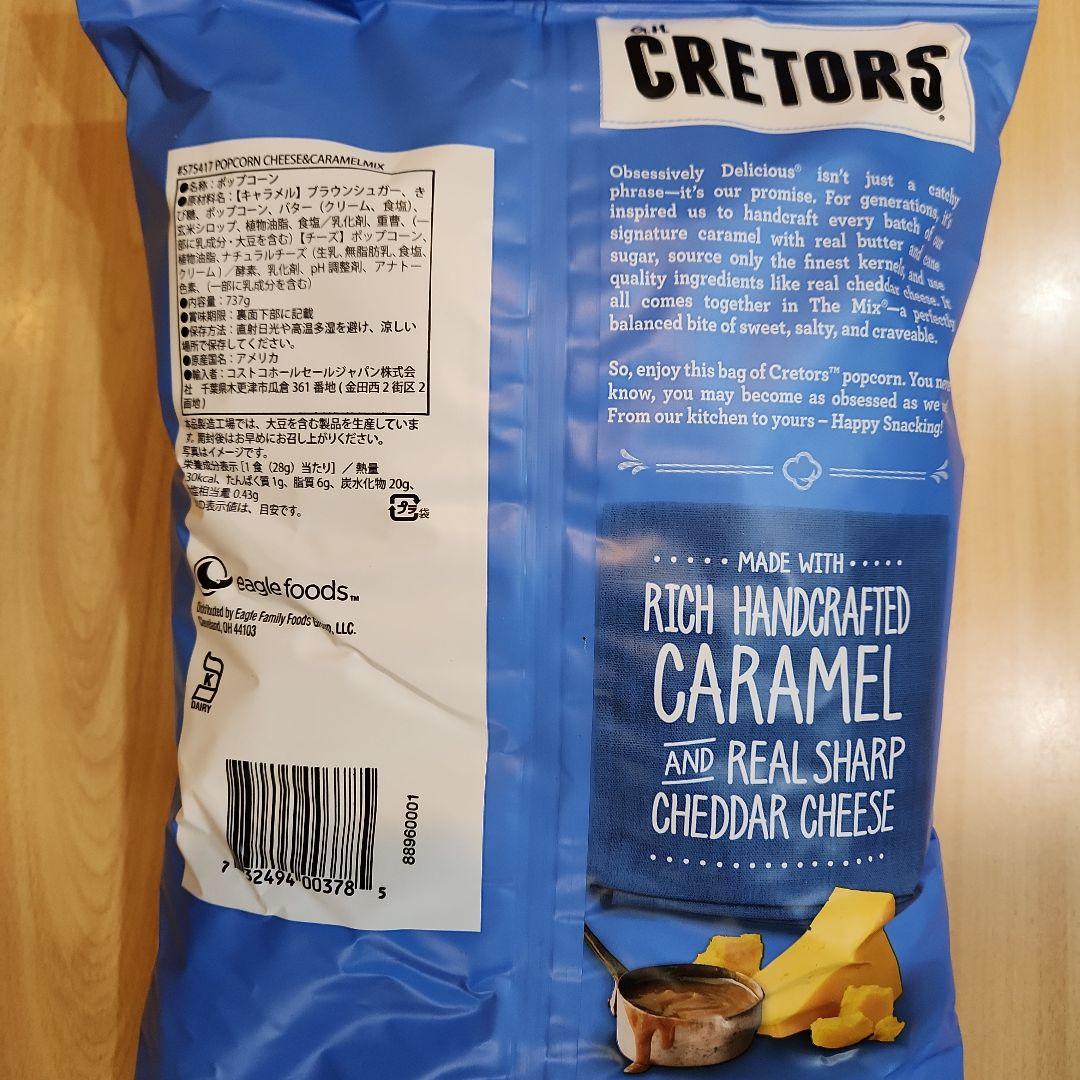 #575417 POPCORN CHEESE&CARAMELMIX
●名称：ポップコーン
●原材料名：【キャラメル】ブラウンシュガー、き
び糖、ポップコーン、バター（クリーム、食塩）、
玄米シロップ、植物油脂、食塩／乳化剤、重曹、（一
部に乳成分・大豆を含む）【チーズ】ポップコーン、
植物油脂、ナチュラルチーズ（生乳、無脂肪乳、食塩、
クリーム）／酵素、乳化剤、pH 調整剤、アナトー
色素、（一部に乳成分を含む）
●内容量：737g
●賞味期限：裏面下部に記載
●保存方法：直射日光や高温多湿を避け、涼しい
場所で保存してください。
●原産国名：アメリカ
●輸入者：コストコホールセールジャパン株式会
社 千葉県木更津市瓜倉 361 番地 ( 金田西 2 街区 2
画地 )
本品製造工場では、大豆を含む製品を生産していま
す。開封後はお早めにお召し上がりください。
写真はイメージです。
栄養成分表示 [1 食（28g）当たり] ／熱量
30kcal、たんぱく質 1g、脂質 6g、炭水化物 20g、
塩相当量 0.43g
の表示値は、目安です。
プラ
袋
eagle foods™
Distributed by Eagle Family Foods Group, LLC.
Cleveland, OH 44103
K
DAIRY
88960001
7 32494 00378 5
G.H.
CRETORS®
Obsessively Delicious® isn't just a catchy
phrase—it's our promise. For generations, it's
inspired us to handcraft every batch of our
signature caramel with real butter and cane
sugar, source only the finest kernels, and use
quality ingredients like real cheddar cheese. It
all comes together in The Mix®—a perfectly
balanced bite of sweet, salty, and craveable.
So, enjoy this bag of Cretors™ popcorn. You never
know, you may become as obsessed as we
From our kitchen to yours – Happy Snacking!
MADE WITH
RICH HANDCRAFTED
CARAMEL
AND REAL SHARP
CHEDDAR CHEESE